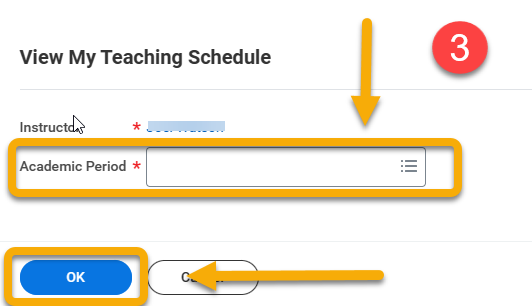 3
View My Teaching Schedule
Instructor *
Academic Period *
OK